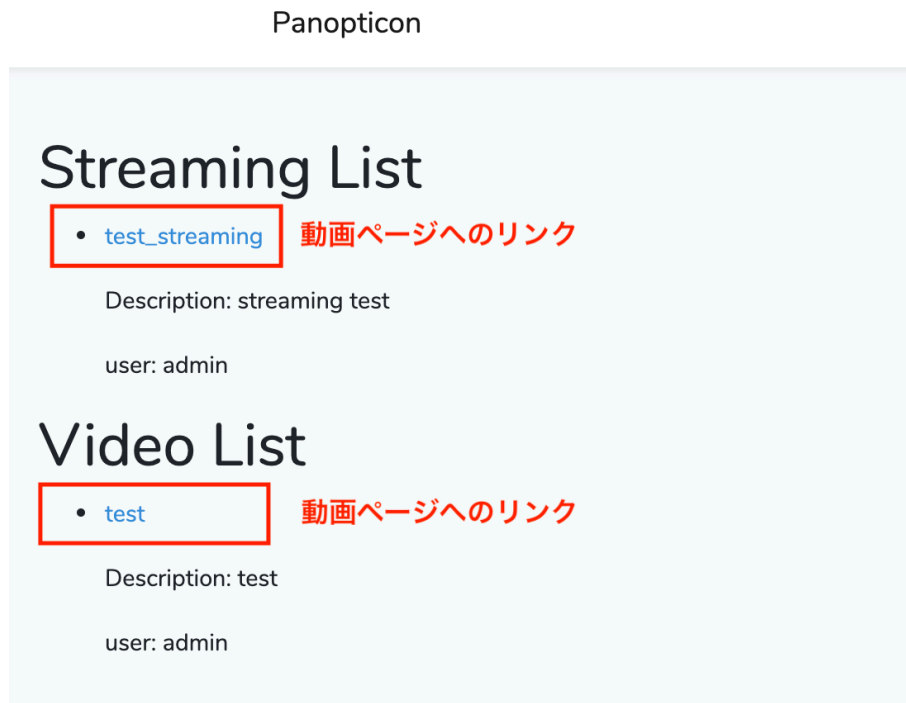 Panopticon
Streaming List
• test_streaming 動画ページへのリンク
Description: streaming test
user: admin
Video List
• test 動画ページへのリンク
Description: test
user: admin